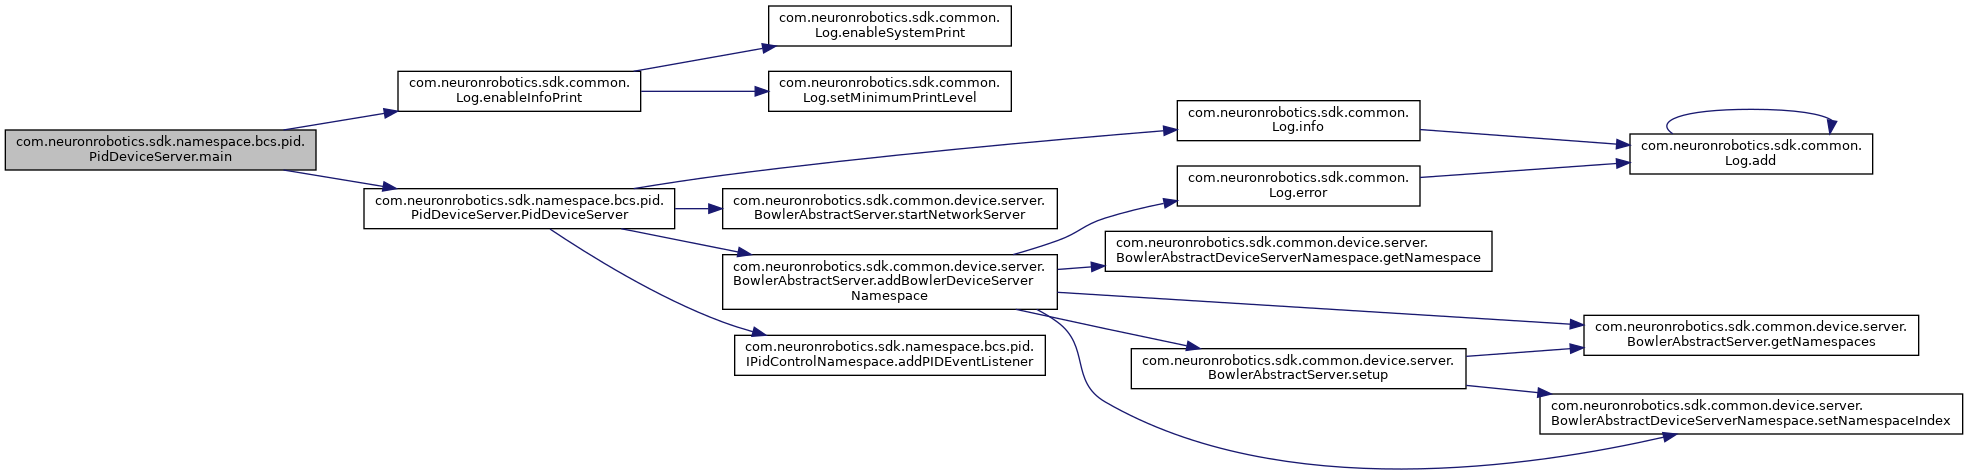 com.neuronrobotics.sdk.common.
Log.enableSystemPrint
com.neuronrobotics.sdk.common.
Log.enableInfoPrint
com.neuronrobotics.sdk.common.
Log.setMinimumPrintLevel
com.neuronrobotics.sdk.namespace.bcs.pid.
PidDeviceServer.main
com.neuronrobotics.sdk.common.
Log.info
com.neuronrobotics.sdk.common.
Log.add
com.neuronrobotics.sdk.common.
Log.error
com.neuronrobotics.sdk.namespace.bcs.pid.
PidDeviceServer.PidDeviceServer
com.neuronrobotics.sdk.common.device.server.
BowlerAbstractServer.startNetworkServer
com.neuronrobotics.sdk.common.device.server.
BowlerAbstractDeviceServerNamespace.getNamespace
com.neuronrobotics.sdk.common.device.server.
BowlerAbstractServer.addBowlerDeviceServer
Namespace
com.neuronrobotics.sdk.common.device.server.
BowlerAbstractServer.getNamespaces
com.neuronrobotics.sdk.namespace.bcs.pid.
IPidControlNamespace.addPIDEventListener
com.neuronrobotics.sdk.common.device.server.
BowlerAbstractServer.setup
com.neuronrobotics.sdk.common.device.server.
BowlerAbstractDeviceServerNamespace.setNamespaceIndex